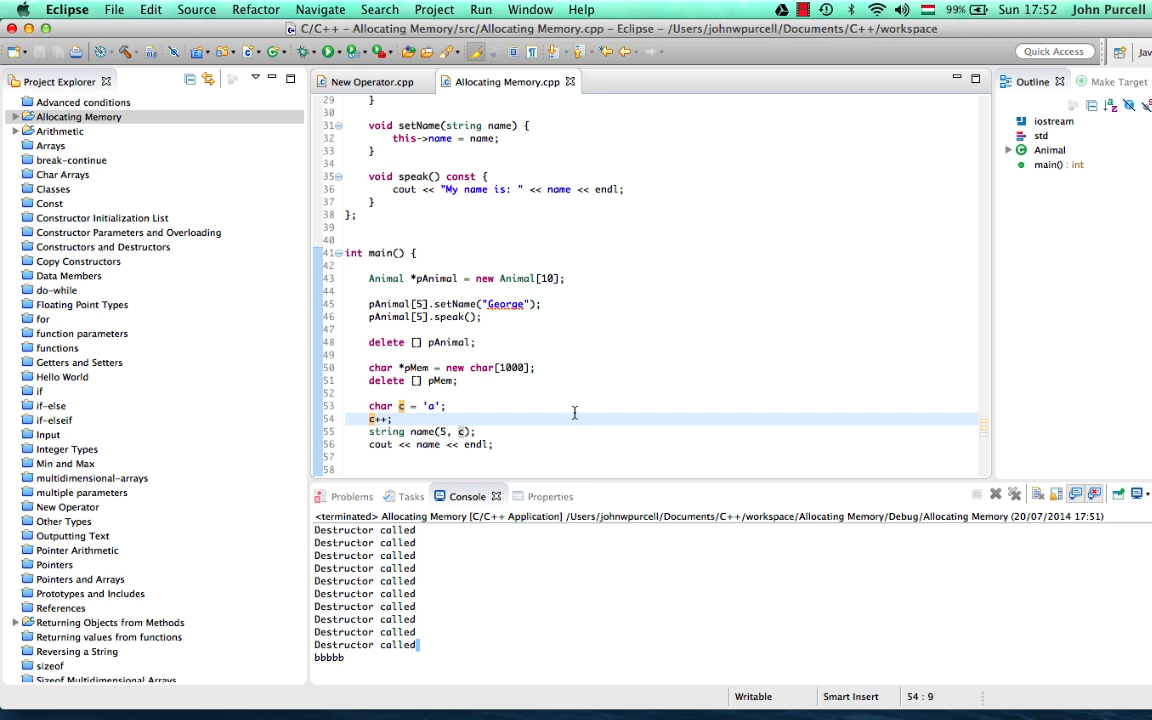 Eclipse File Edit Source Refactor Navigate Search Project Run Window Help 99% Sun 17:52 John Purcell
C/C++ – Allocating Memory/src/Allocating Memory.cpp – Eclipse – /Users/johnwpurcell/Documents/C++/workspace
Quick Access
Project Explorer
New Operator.cpp
Allocating Memory.cpp
Outline
Make Target
Advanced conditions
Allocating Memory
Arithmetic
Arrays
break-continue
Char Arrays
Classes
Const
Constructor Initialization List
Constructor Parameters and Overloading
Constructors and Destructors
Copy Constructors
Data Members
do-while
Floating Point Types
for
function parameters
functions
Getters and Setters
Hello World
if
if-else
if-elseif
Input
Integer Types
Min and Max
multidimensional-arrays
multiple parameters
New Operator
Other Types
Outputting Text
Pointer Arithmetic
Pointers
Pointers and Arrays
Prototypes and Includes
References
Returning Objects from Methods
Returning values from functions
Reversing a String
sizeof
Sizeof Multidimensional Arrays
29 }
30
31 void setName(string name) {
32 this->name = name;
33 }
34
35 void speak() const {
36 cout << "My name is: " << name << endl;
37 }
38 };
39
40
41 int main() {
42
43 Animal *pAnimal = new Animal[10];
44
45 pAnimal[5].setName("George");
46 pAnimal[5].speak();
47
48 delete [] pAnimal;
49
50 char *pMem = new char[1000];
51 delete [] pMem;
52
53 char c = 'a';
54 c++;
55 string name(5, c);
56 cout << name << endl;
57
58
iostream
std
Animal
main() : int
Problems
Tasks
Console
Properties
<terminated> Allocating Memory [C/C++ Application] /Users/johnwpurcell/Documents/C++/workspace/Allocating Memory/Debug/Allocating Memory (20/07/2014 17:51)
Destructor called
Destructor called
Destructor called
Destructor called
Destructor called
Destructor called
Destructor called
Destructor called
Destructor called
Destructor called
bbbbb
Writable
Smart Insert
54 : 9